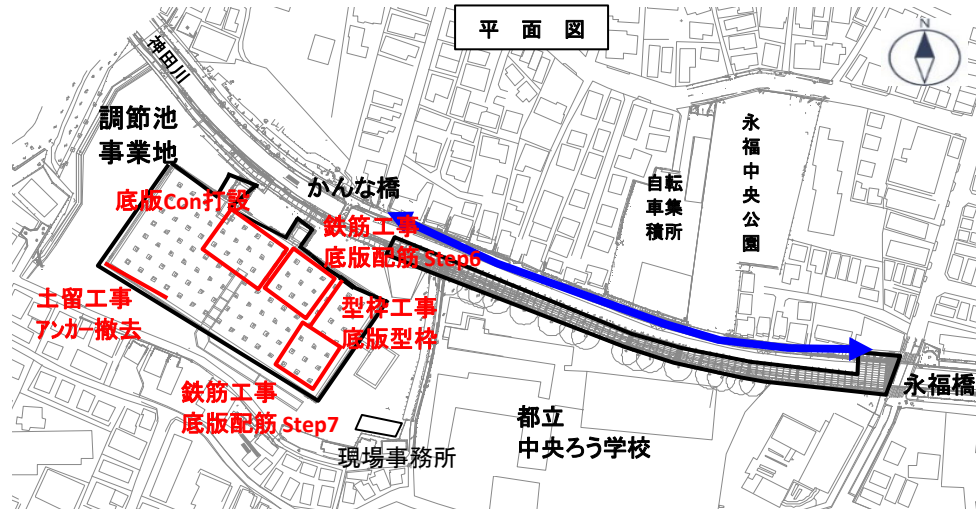 平 面 図
N
神田川
調節池
事業地
かんな橋
底版Con打設
鉄筋工事
底版配筋 Step6
自転
車集
積所
永福中央公園
土留工事
アンカー撤去
型枠工事
底版型枠
鉄筋工事
底版配筋 Step7
現場事務所
都立
中央ろう学校
永福橋